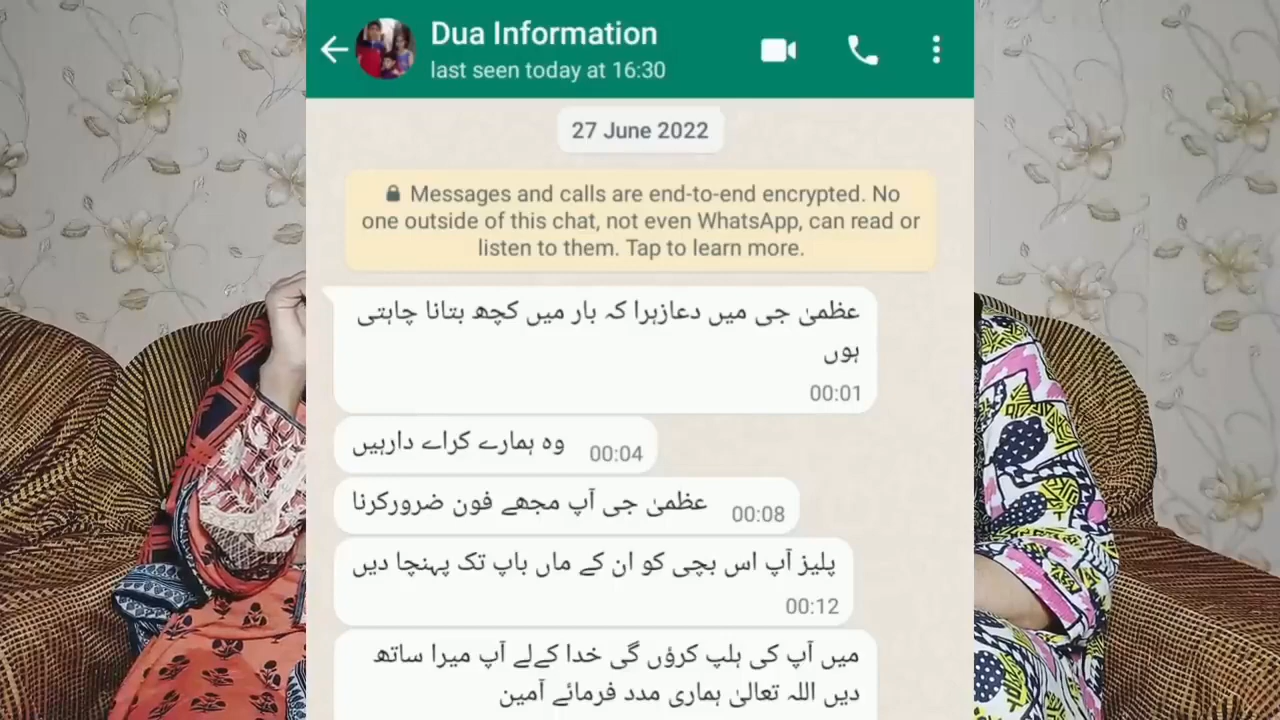 Dua Information
last seen today at 16:30
27 June 2022
Messages and calls are end-to-end encrypted. No
one outside of this chat, not even WhatsApp, can read or
listen to them. Tap to learn more.
عظمیٰ جی میں دعازہرا کہ بار میں کچھ بتانا چاہتی
ہوں
00:01
وہ ہمارے کراے دارہیں 00:04
عظمیٰ جی آپ مجھے فون ضرورکرنا 00:08
پلیز آپ اس بچی کو ان کے ماں باپ تک پہنچا دیں
00:12
میں آپ کی ہلپ کرؤں گی خدا کےلے آپ میرا ساتھ
دیں اللہ تعالیٰ ہماری مدد فرمائے آمین